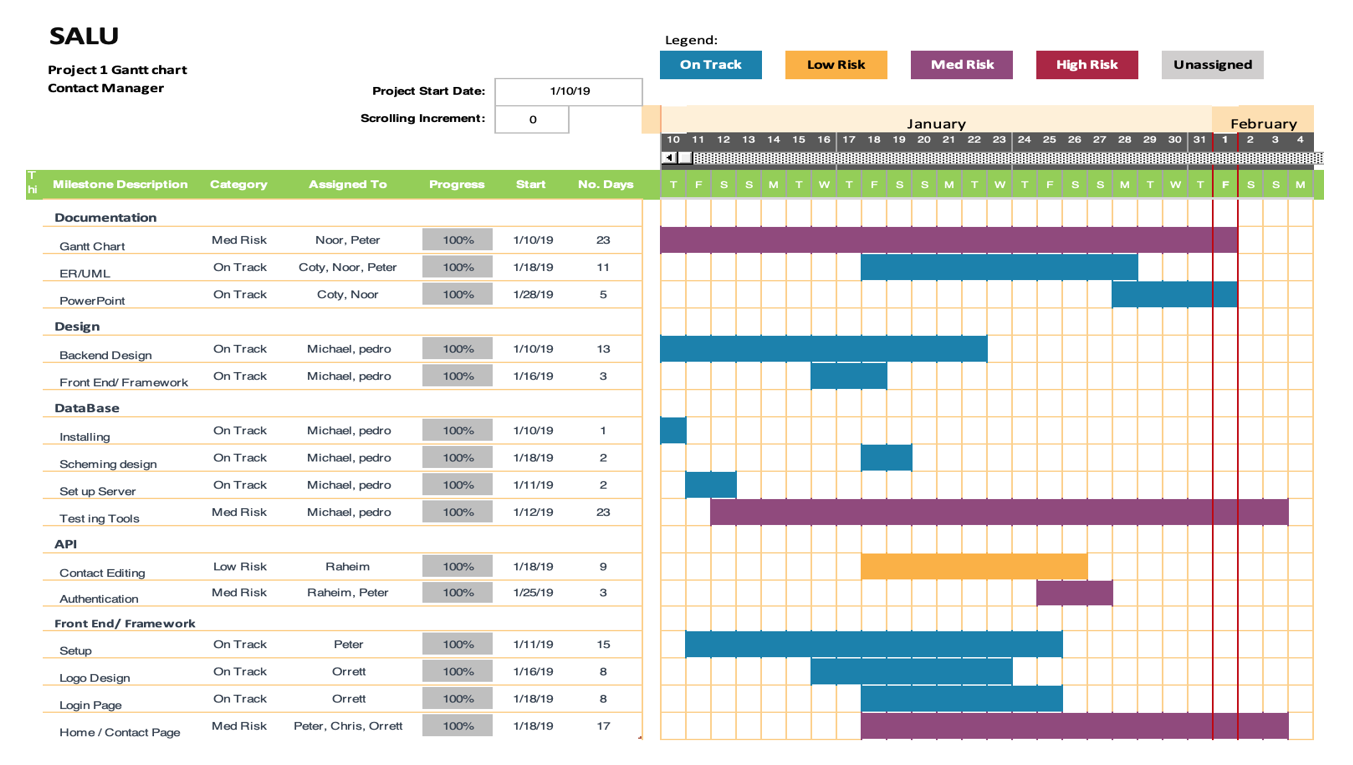 SALU
Legend:
On Track Low Risk Med Risk High Risk Unassigned
Project 1 Gantt chart
Contact Manager
Project Start Date: 1/10/19
Scrolling Increment: 0
January February
10 11 12 13 14 15 16 17 18 19 20 21 22 23 24 25 26 27 28 29 30 31 1 2 3 4
T
hi
Milestone Description Category Assigned To Progress Start No. Days T F S S M T W T F S S M T W T F S S M T W T F S S M
Documentation
Gantt Chart Med Risk Noor, Peter 100% 1/10/19 23
ER/UML On Track Coty, Noor, Peter 100% 1/18/19 11
PowerPoint On Track Coty, Noor 100% 1/28/19 5
Design
Backend Design On Track Michael, pedro 100% 1/10/19 13
Front End/ Framework On Track Michael, pedro 100% 1/16/19 3
DataBase
Installing On Track Michael, pedro 100% 1/10/19 1
Scheming design On Track Michael, pedro 100% 1/18/19 2
Set up Server On Track Michael, pedro 100% 1/11/19 2
Test ing Tools Med Risk Michael, pedro 100% 1/12/19 23
API
Contact Editing Low Risk Raheim 100% 1/18/19 9
Authentication Med Risk Raheim, Peter 100% 1/25/19 3
Front End/ Framework
Setup On Track Peter 100% 1/11/19 15
Logo Design On Track Orrett 100% 1/16/19 8
Login Page On Track Orrett 100% 1/18/19 8
Home / Contact Page Med Risk Peter, Chris, Orrett 100% 1/18/19 17